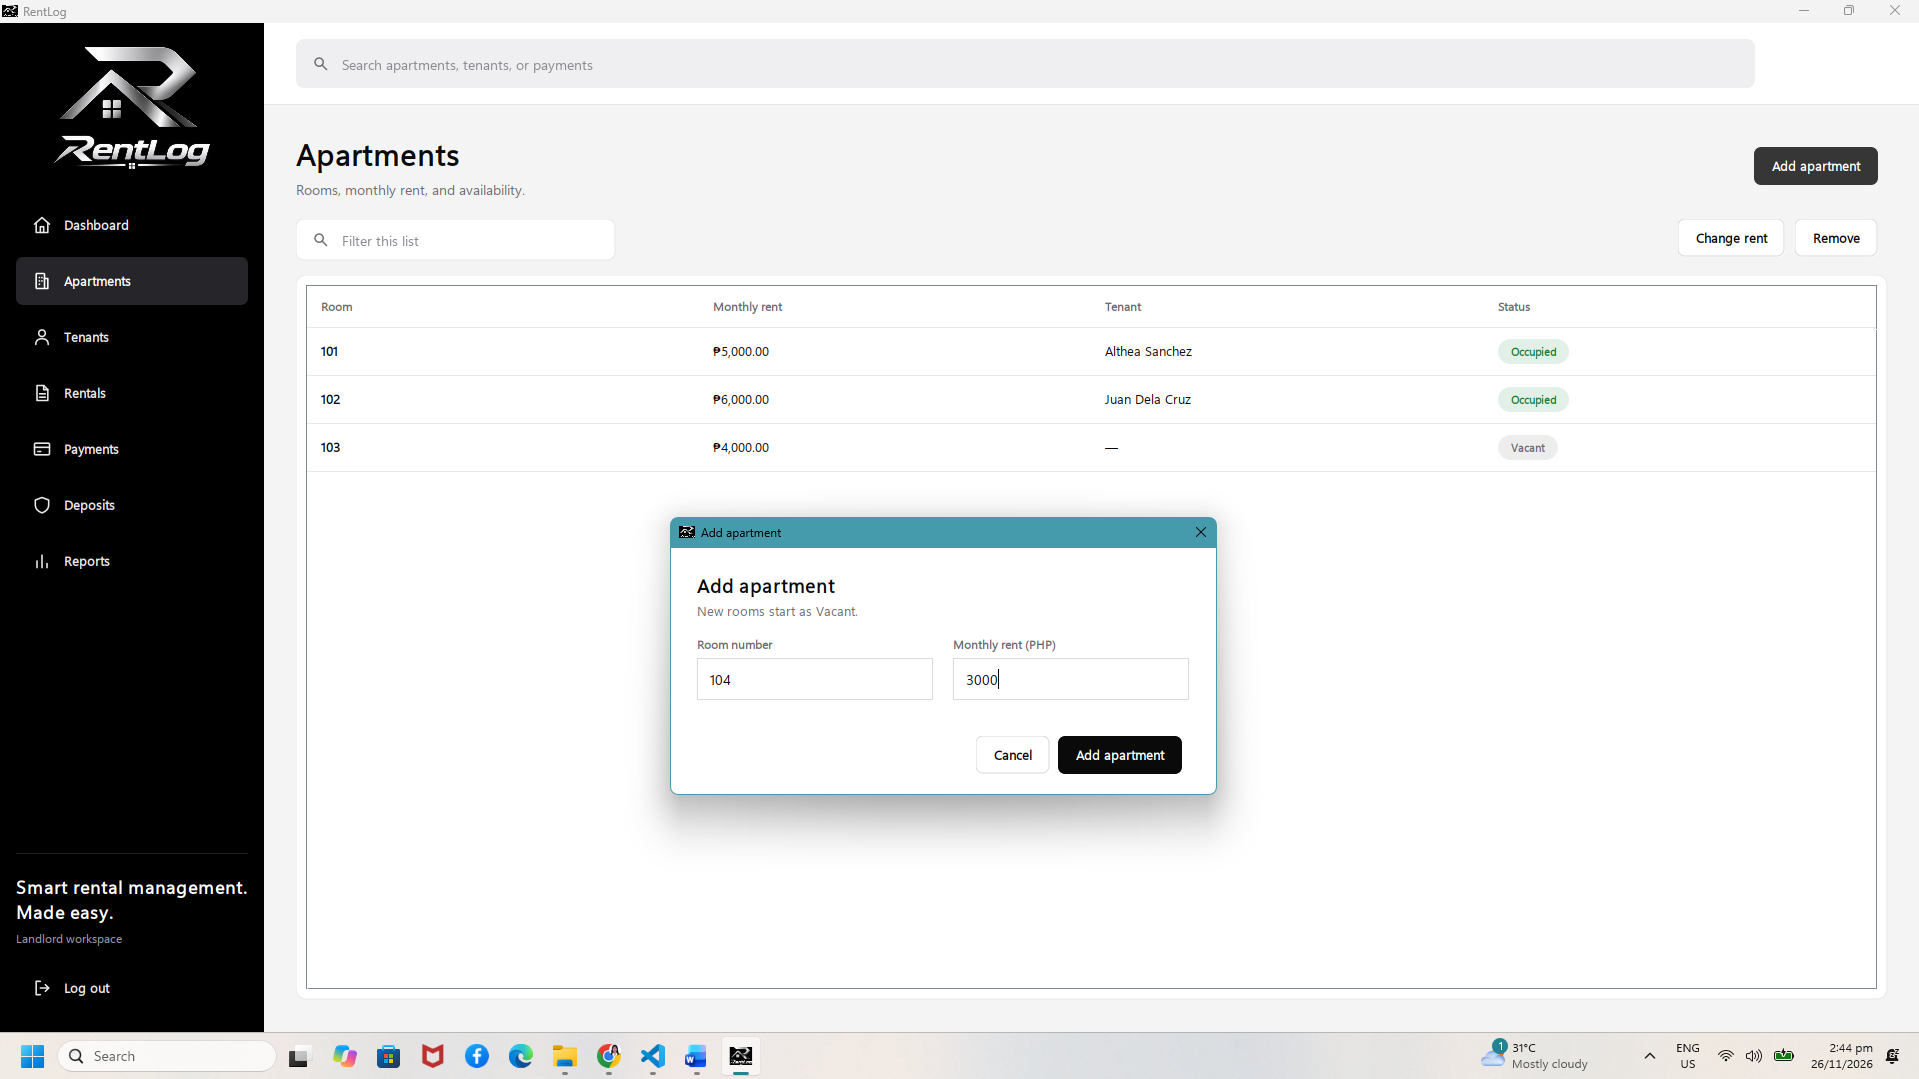 RentLog
RentLog
Search apartments, tenants, or payments
Apartments
Rooms, monthly rent, and availability.
Add apartment
Dashboard
Apartments
Tenants
Rentals
Payments
Deposits
Reports
Filter this list
Change rent
Remove
Room Monthly rent Tenant Status
101 ₱5,000.00 Althea Sanchez Occupied
102 ₱6,000.00 Juan Dela Cruz Occupied
103 ₱4,000.00 — Vacant
Add apartment
Add apartment
New rooms start as Vacant.
Room number Monthly rent (PHP)
104 3000
Cancel Add apartment
Smart rental management.
Made easy.
Landlord workspace
Log out
Search
1
31°C
Mostly cloudy
ENG
US
2:44 pm
26/11/2026